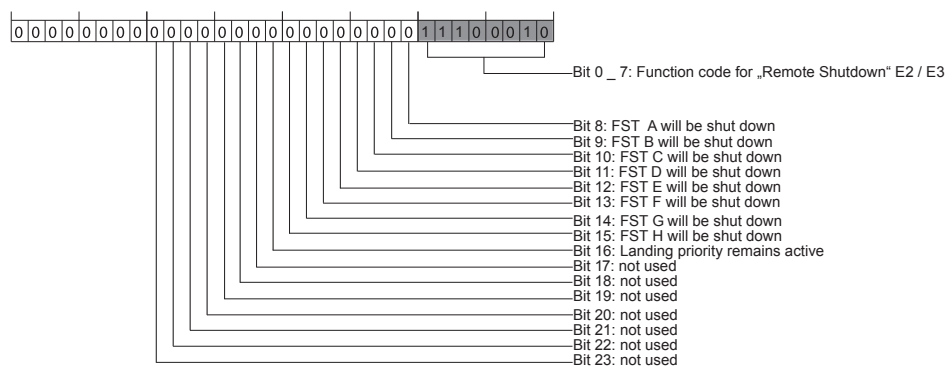 0 0 0 0 0 0 0 0 0 0 0 0 0 0 0 0 0 0 0 0 0 0 0 0 1 1 1 0 0 0 1 0
Bit 0 _ 7: Function code for „Remote Shutdown“ E2 / E3
Bit 8: FST A will be shut down
Bit 9: FST B will be shut down
Bit 10: FST C will be shut down
Bit 11: FST D will be shut down
Bit 12: FST E will be shut down
Bit 13: FST F will be shut down
Bit 14: FST G will be shut down
Bit 15: FST H will be shut down
Bit 16: Landing priority remains active
Bit 17: not used
Bit 18: not used
Bit 19: not used
Bit 20: not used
Bit 21: not used
Bit 22: not used
Bit 23: not used